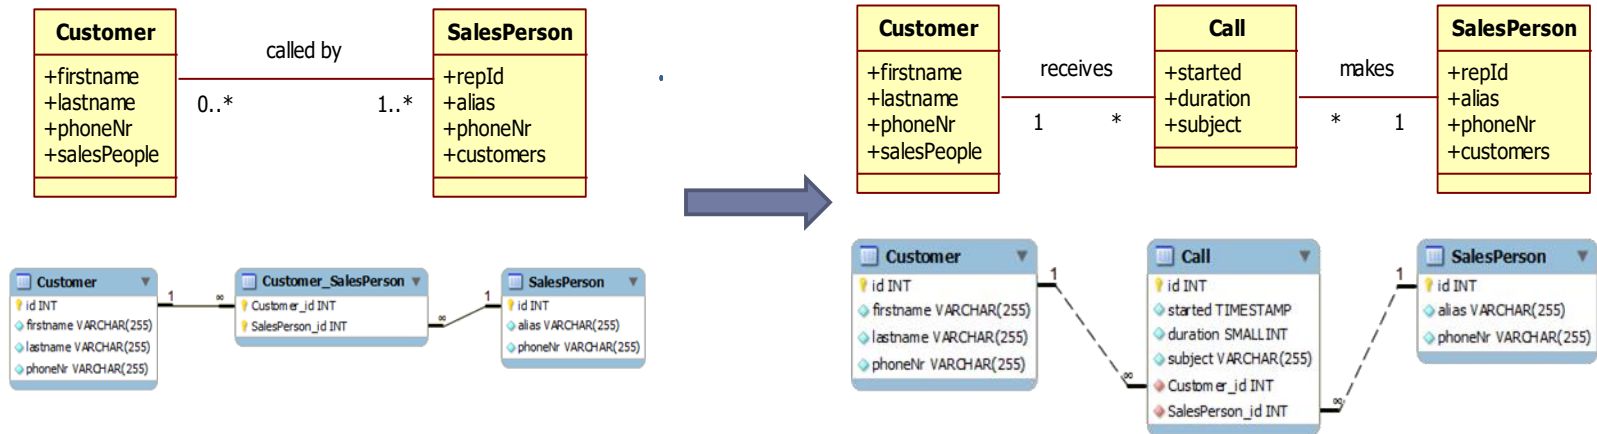 Customer
+firstname
+lastname
+phoneNr
+salesPeople
called by
0..*
1..*
SalesPerson
+repId
+alias
+phoneNr
+customers
Customer
id INT
firstname VARCHAR(255)
lastname VARCHAR(255)
phoneNr VARCHAR(255)
1
∞
Customer_SalesPerson
Customer_id INT
SalesPerson_id INT
1
∞
SalesPerson
id INT
alias VARCHAR(255)
phoneNr VARCHAR(255)
Customer
+firstname
+lastname
+phoneNr
+salesPeople
receives
1
*
Call
+started
+duration
+subject
makes
*
1
SalesPerson
+repId
+alias
+phoneNr
+customers
Customer
id INT
firstname VARCHAR(255)
lastname VARCHAR(255)
phoneNr VARCHAR(255)
1
∞
Call
id INT
started TIMESTAMP
duration SMALLINT
subject VARCHAR(255)
Customer_id INT
SalesPerson_id INT
1
∞
SalesPerson
id INT
alias VARCHAR(255)
phoneNr VARCHAR(255)